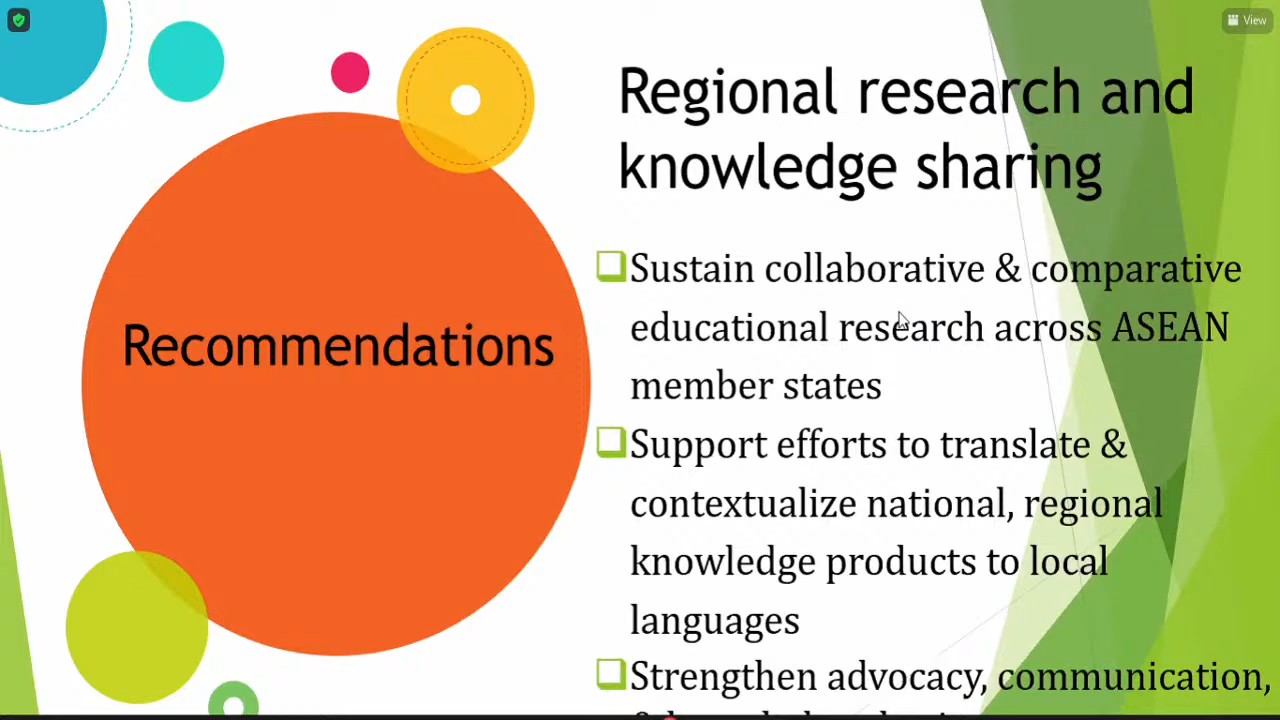 View
Regional research and
knowledge sharing
Recommendations
Sustain collaborative & comparative
educational research across ASEAN
member states
Support efforts to translate &
contextualize national, regional
knowledge products to local
languages
Strengthen advocacy, communication,